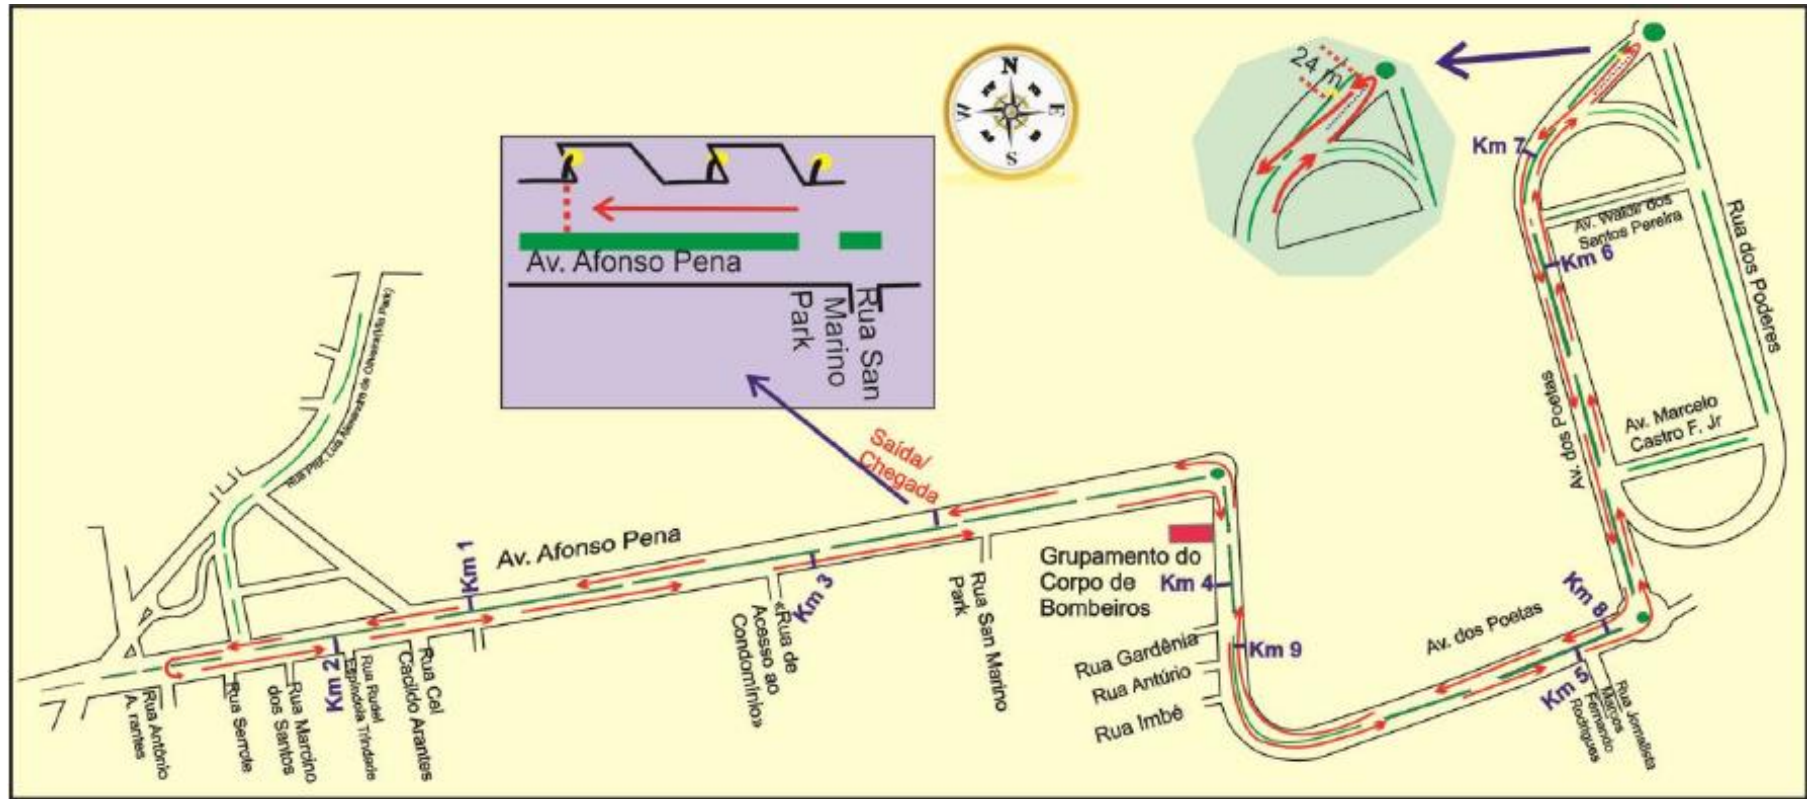 N
E
S
W
24 m
Km 7
Av. Waldir dos
Santos Pereira
Km 6
Rua dos Poderes
Av. dos Poetas
Av. Marcelo
Castro F. Jr
Av. Afonso Pena
Rua San
Marino
Park
Saída/
Chegada
Av. Afonso Pena
Km 1
Km 2
Km 3
Rua Antônio
A. rantes
Rua Serrote
Rua Marcino
dos Santos
Rua Rudel
Espindola Trindade
Rua Cel
Cacildo Arantes
«Rua de
Acesso ao
Condomínio»
Rua San Marino
Park
Grupamento do
Corpo de
Bombeiros
Km 4
Rua Gardênia
Rua Antúrio
Rua Imbé
Km 9
Av. dos Poetas
Km 8
Km 5
Rua Jornalista
Marcos
Fernando
Rodrigues